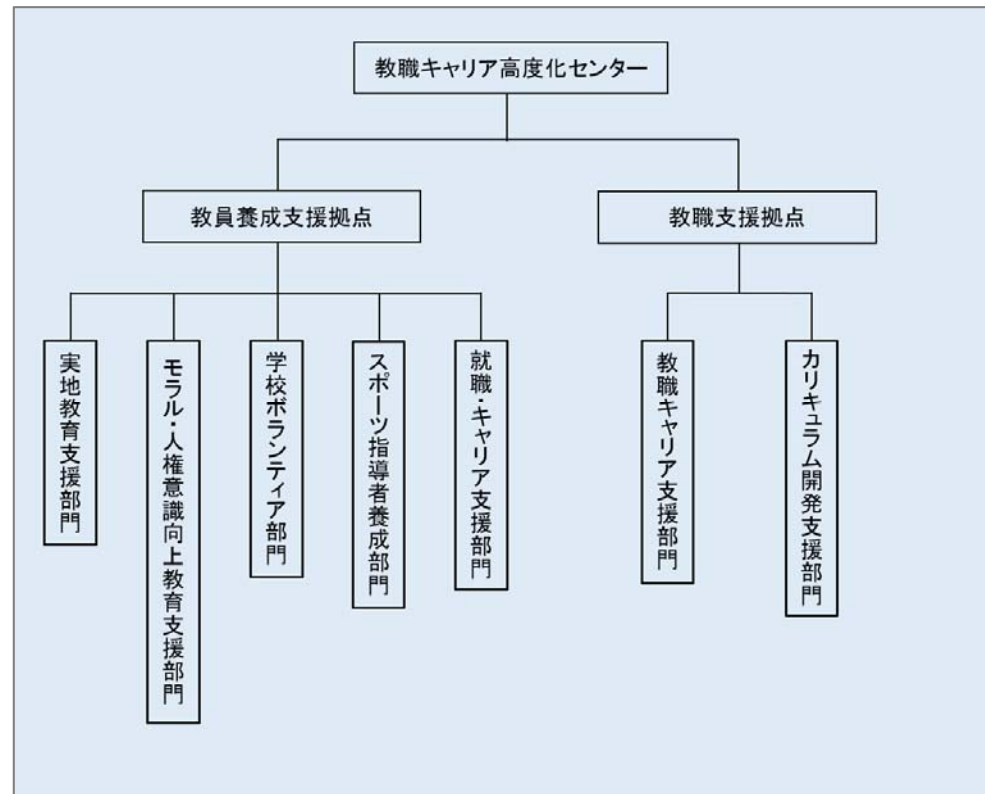 教職キャリア高度化センター
教員養成支援拠点
教職支援拠点
実地教育支援部門
モラル・人権意識向上教育支援部門
学校ボランティア部門
スポーツ指導者養成部門
就職・キャリア支援部門
教職キャリア支援部門
カリキュラム開発支援部門